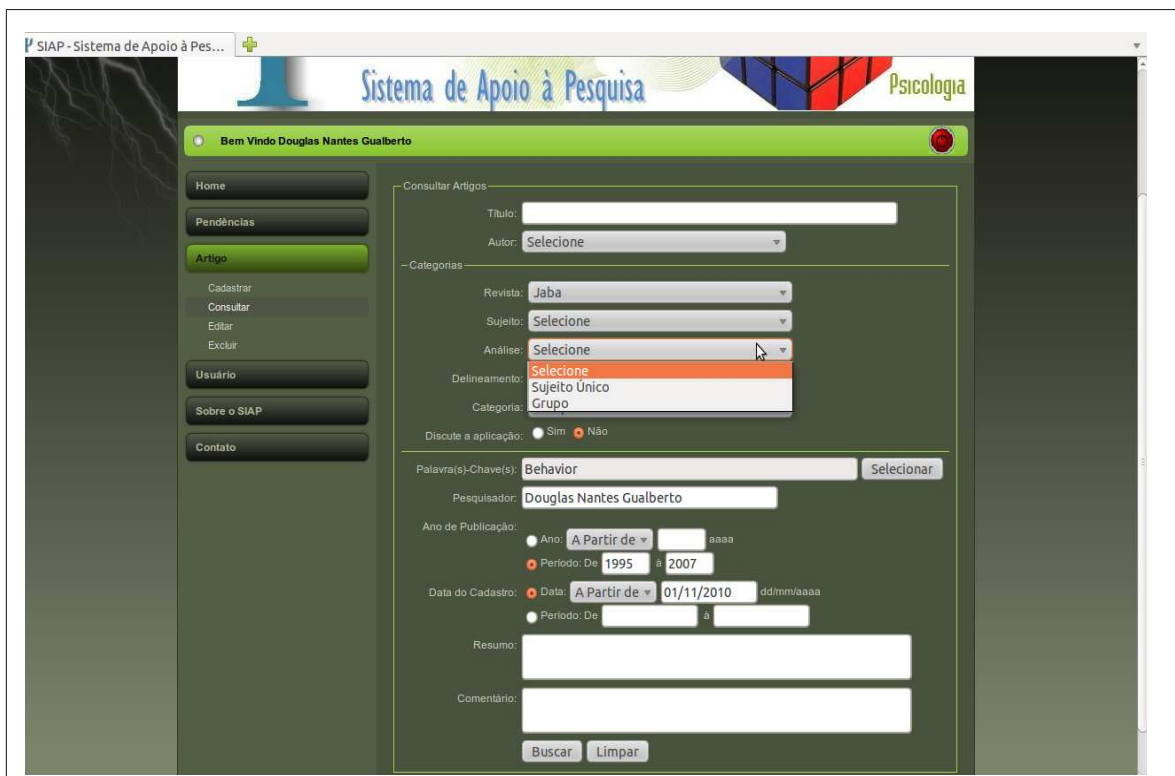 SIAP - Sistema de Apoio à Pes...
Sistema de Apoio à Pesquisa
Psicologia
Bem Vindo Douglas Nantes Gualberto
Home
Pendências
Artigo
Cadastrar
Consultar
Editar
Excluir
Usuário
Sobre o SIAP
Contato
Consultar Artigos
Título:
Autor: Selecione
Categorias
Revista: Jaba
Sujeito: Selecione
Análise: Selecione
Selecione
Sujeito Único
Grupo
Delineamento:
Categoria:
Discute a aplicação: Sim Não
Palavra(s)-Chave(s): Behavior Selecionar
Pesquisador: Douglas Nantes Gualberto
Ano de Publicação:
Ano: A Partir de aaaa
Período: De 1995 à 2007
Data do Cadastro: Data: A Partir de 01/11/2010 dd/mm/aaaa
Período: De à
Resumo:
Comentário:
Buscar Limpar